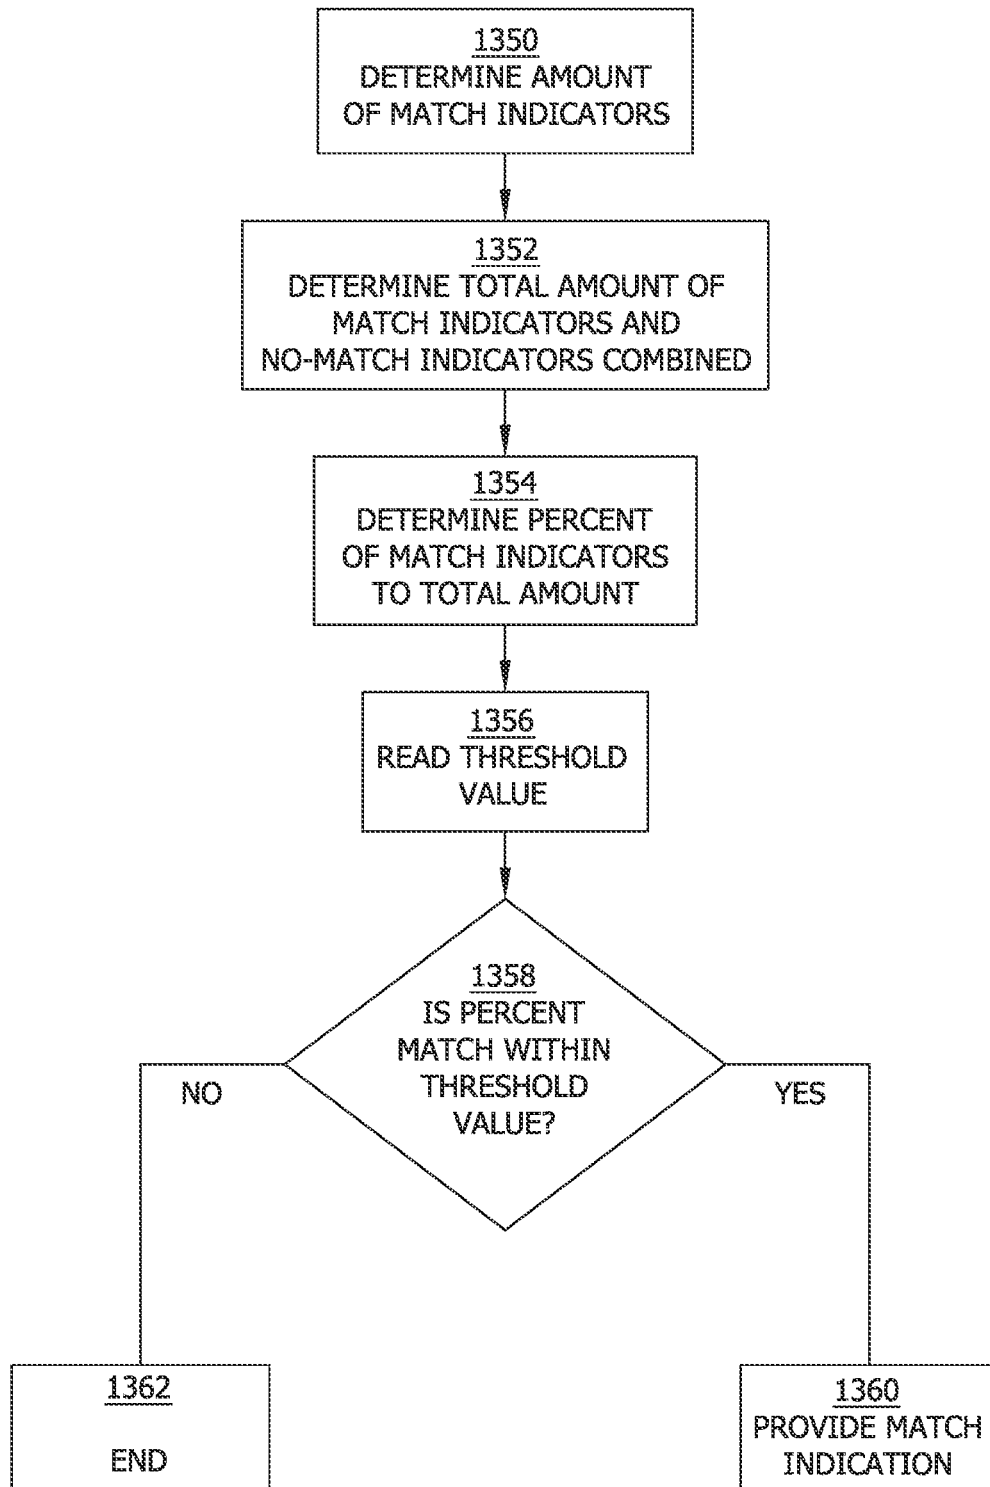 1350
DETERMINE AMOUNT
OF MATCH INDICATORS
1352
DETERMINE TOTAL AMOUNT OF
MATCH INDICATORS AND
NO-MATCH INDICATORS COMBINED
1354
DETERMINE PERCENT
OF MATCH INDICATORS
TO TOTAL AMOUNT
1356
READ THRESHOLD
VALUE
1358
IS PERCENT
MATCH WITHIN
THRESHOLD
VALUE?
NO
YES
1362
END
1360
PROVIDE MATCH
INDICATION